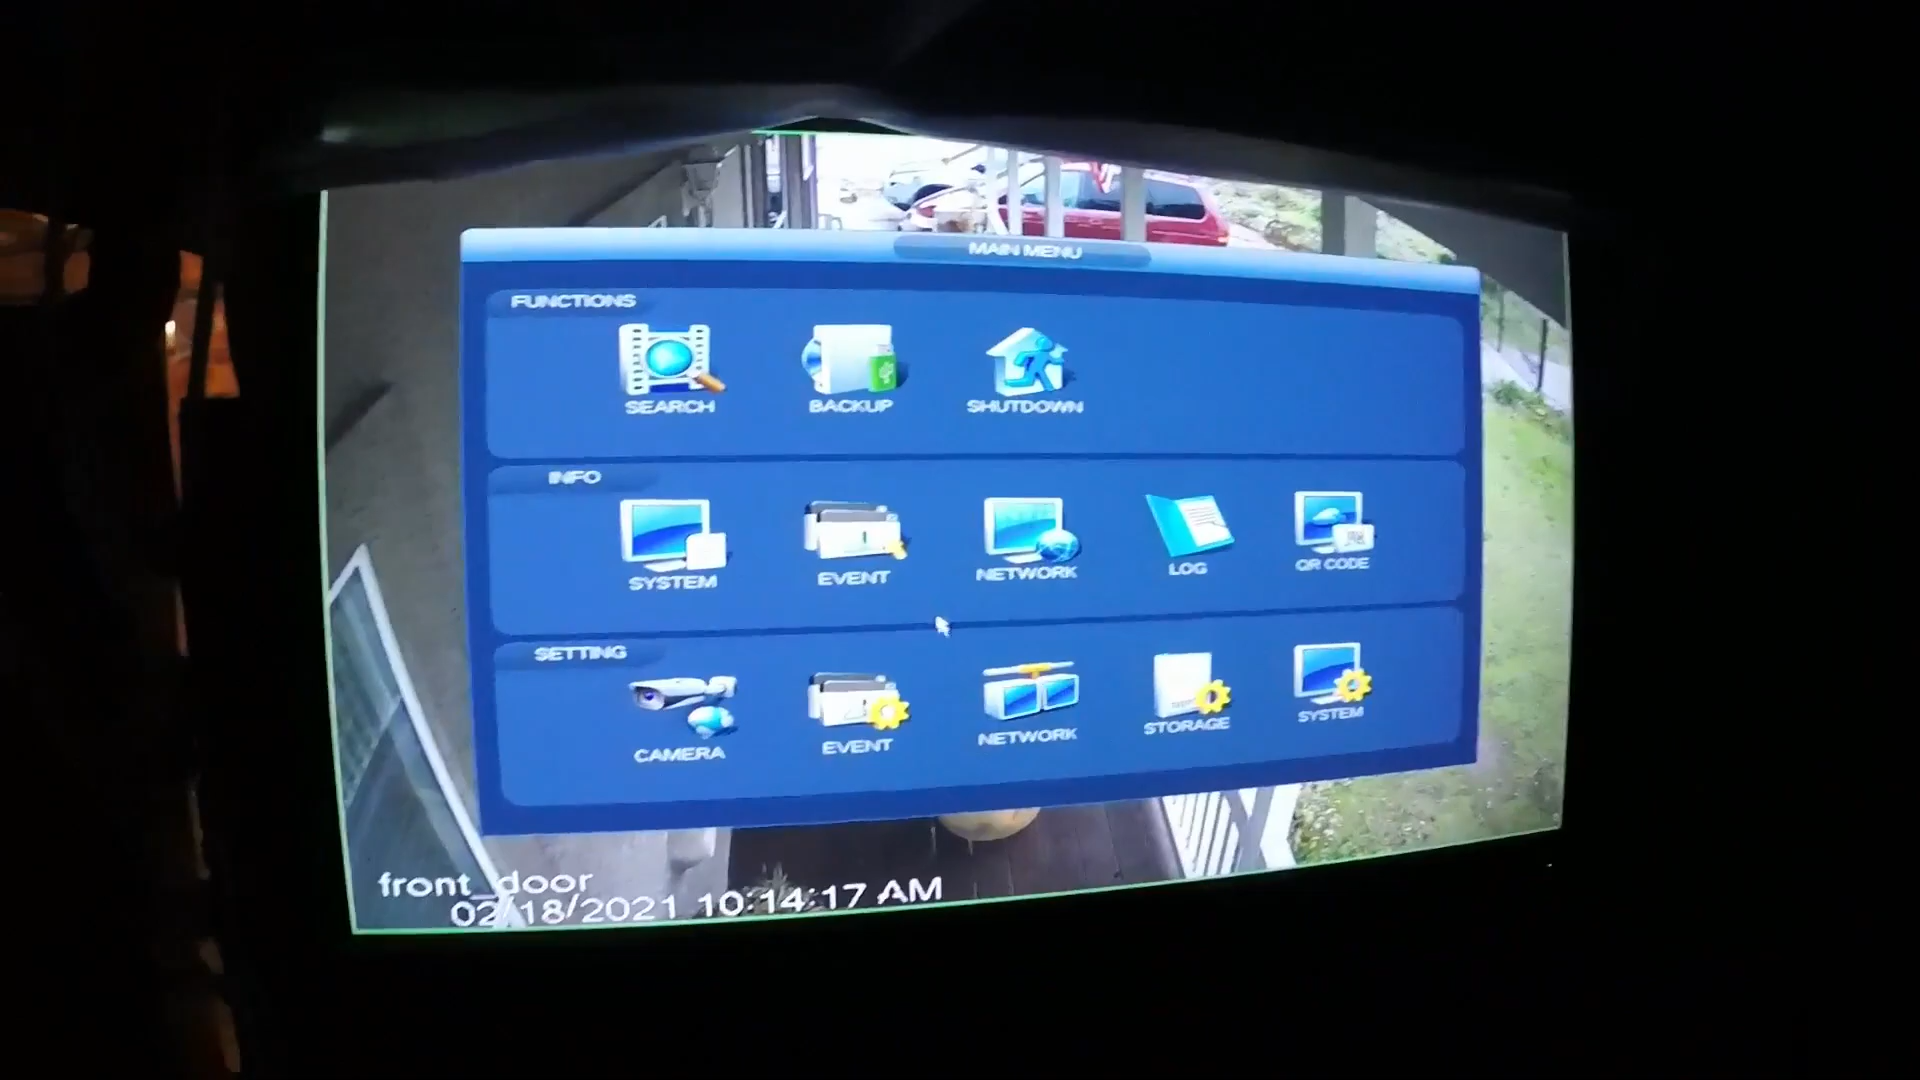 MAIN MENU
FUNCTIONS
SEARCH BACKUP SHUTDOWN
INFO
SYSTEM EVENT NETWORK LOG QR CODE
SETTING
CAMERA EVENT NETWORK STORAGE SYSTEM
front_door
02/18/2021 10:14:17 AM